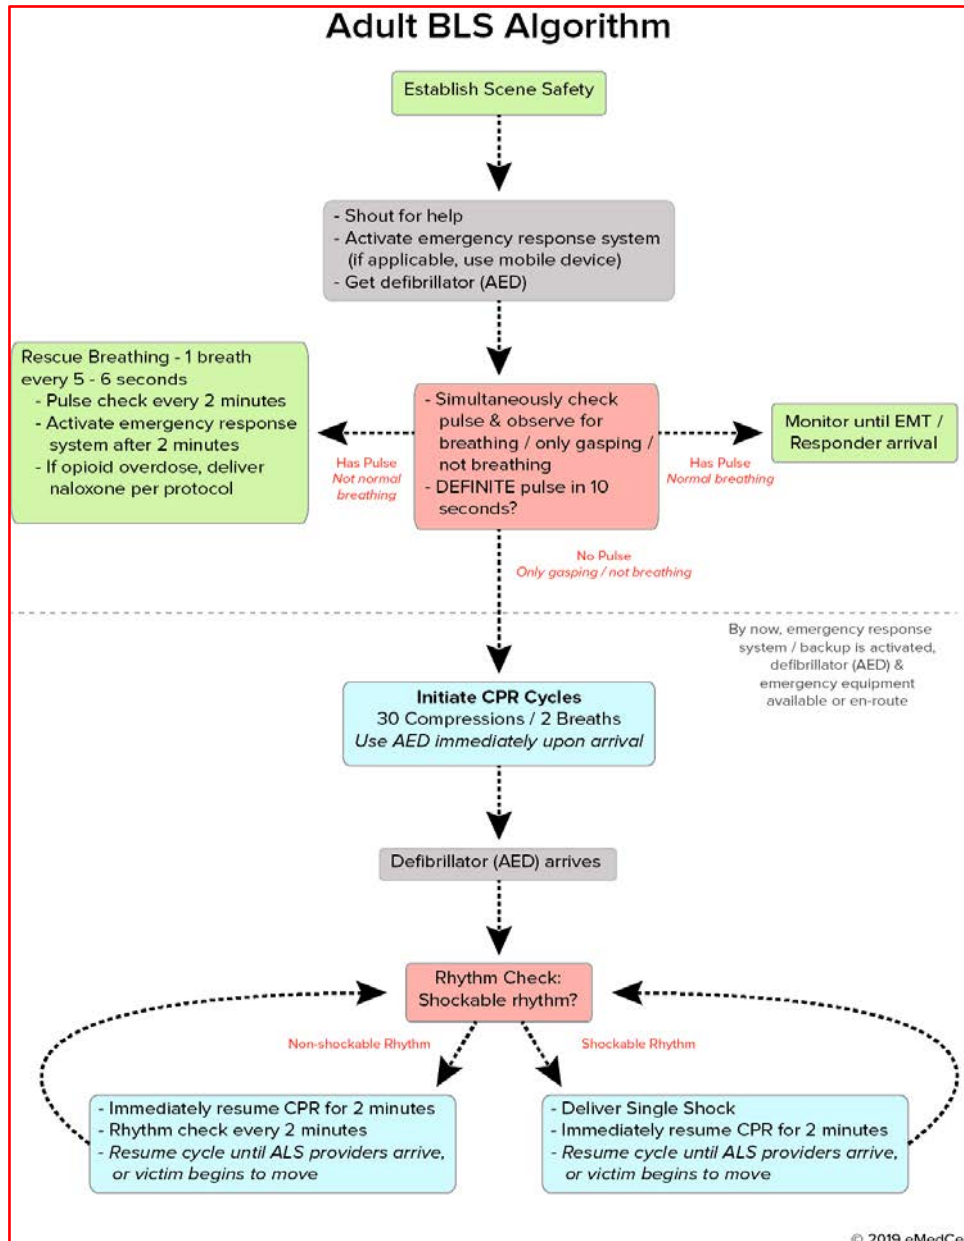 Adult BLS Algorithm
Establish Scene Safety
- Shout for help
- Activate emergency response system
(if applicable, use mobile device)
- Get defibrillator (AED)
Rescue Breathing - 1 breath
every 5 - 6 seconds
- Pulse check every 2 minutes
- Activate emergency response
system after 2 minutes
- If opioid overdose, deliver
naloxone per protocol
Has Pulse
Not normal
breathing
- Simultaneously check
pulse & observe for
breathing / only gasping /
not breathing
- DEFINITE pulse in 10
seconds?
Has Pulse
Normal breathing
Monitor until EMT /
Responder arrival
No Pulse
Only gasping / not breathing
By now, emergency response
system / backup is activated,
defibrillator (AED) &
emergency equipment
available or en-route
Initiate CPR Cycles
30 Compressions / 2 Breaths
Use AED immediately upon arrival
Defibrillator (AED) arrives
Rhythm Check:
Shockable rhythm?
Non-shockable Rhythm
Shockable Rhythm
- Immediately resume CPR for 2 minutes
- Rhythm check every 2 minutes
- Resume cycle until ALS providers arrive,
or victim begins to move
- Deliver Single Shock
- Immediately resume CPR for 2 minutes
- Resume cycle until ALS providers arrive,
or victim begins to move
© 2019 eMedCe